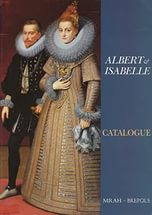 ALBERT &
ISABELLE
CATALOGUE
MRAH - BREPOLS